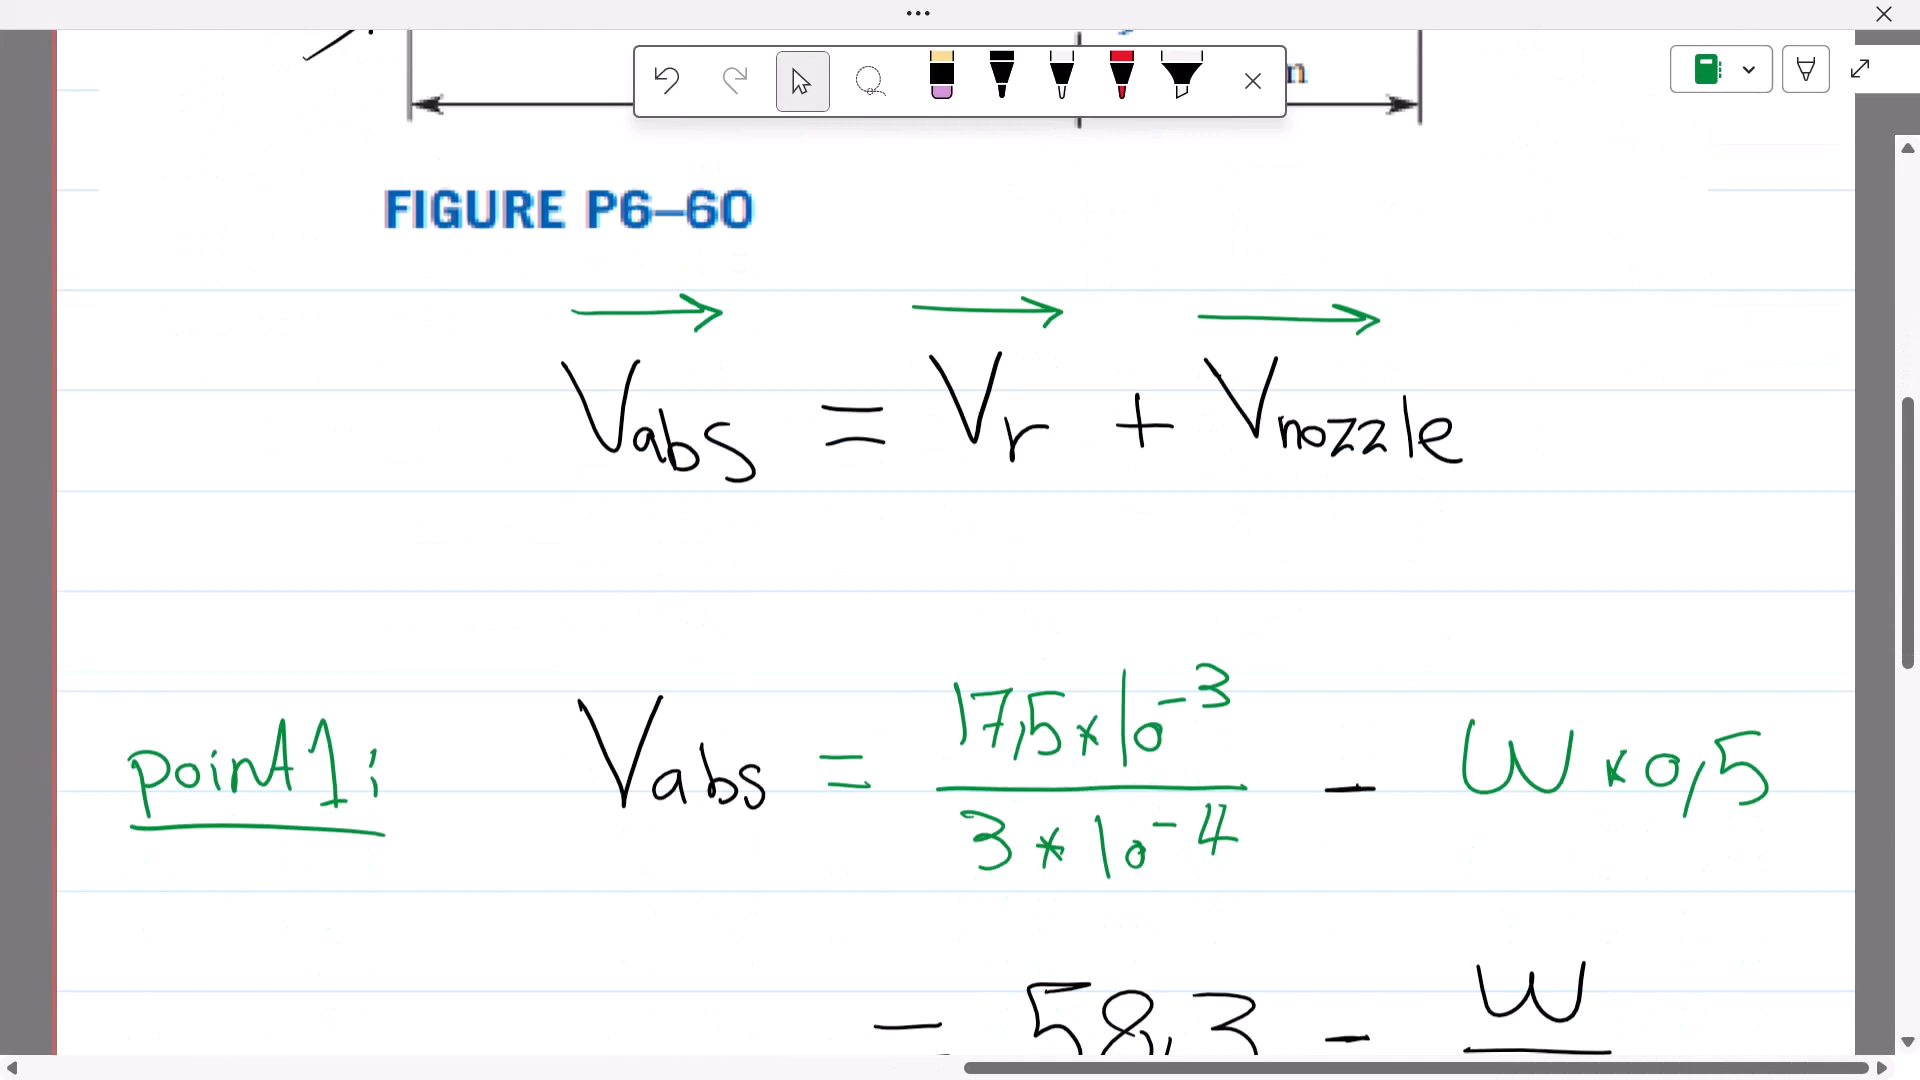 n
FIGURE P6–60
Vabs = Vr + Vnozzle
point 1: Vabs = 17,5 * 10^-3 / 3 * 10^-4 - W * 0,5
= 58,3 - W